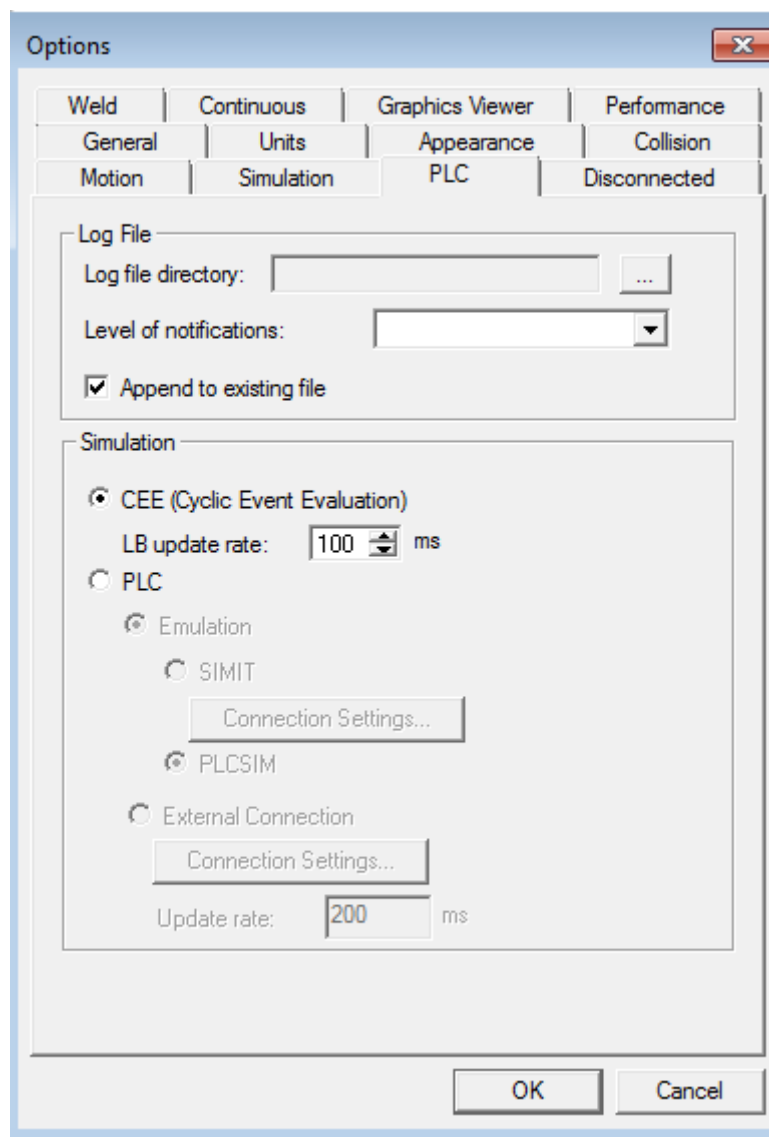 Options
Weld Continuous Graphics Viewer Performance
General Units Appearance Collision
Motion Simulation PLC Disconnected
Log File
Log file directory: ...
Level of notifications:
Append to existing file
Simulation
CEE (Cyclic Event Evaluation)
LB update rate: 100 ms
PLC
Emulation
SIMIT
Connection Settings...
PLCSIM
External Connection
Connection Settings...
Update rate: 200 ms
OK Cancel